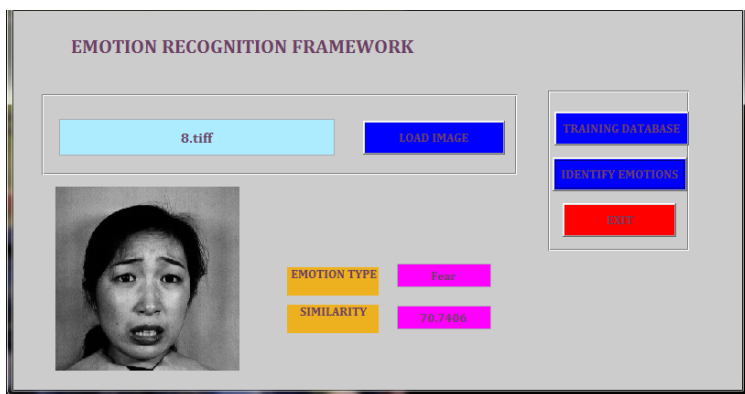 EMOTION RECOGNITION FRAMEWORK
8.tiff
LOAD IMAGE
TRAINING DATABASE
IDENTIFY EMOTIONS
EXIT
EMOTION TYPE
Fear
SIMILARITY
70.7406